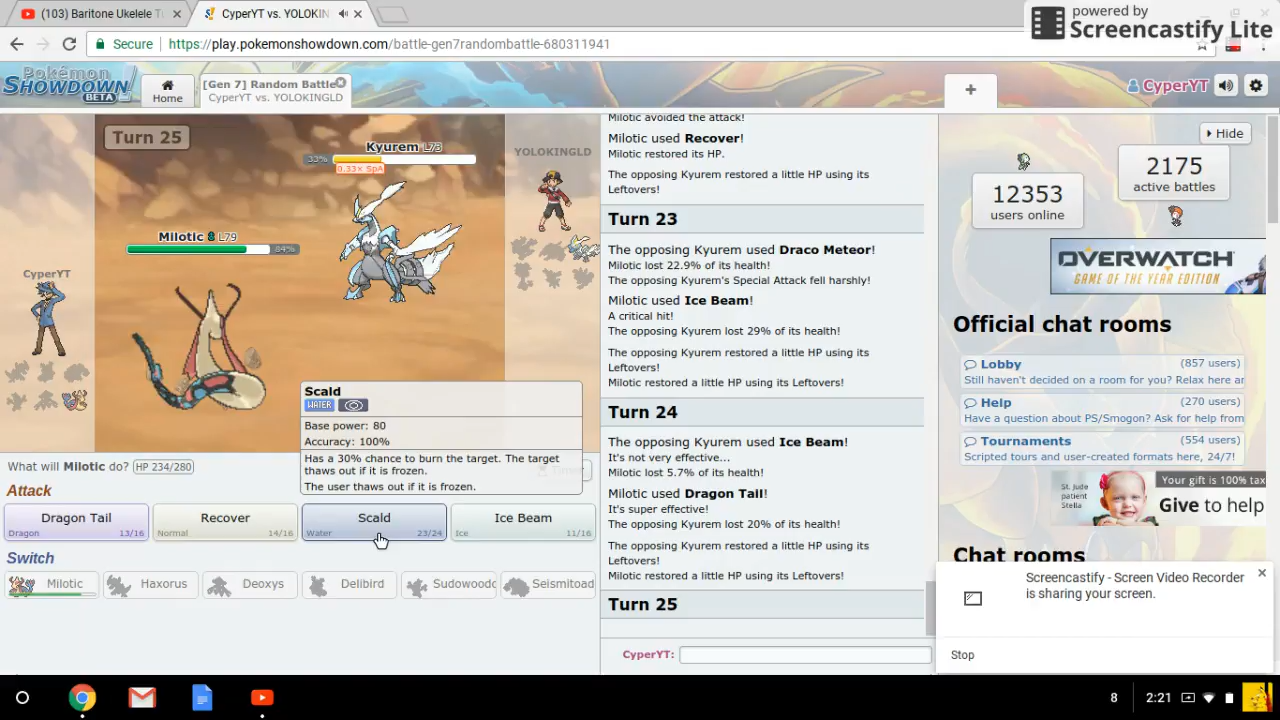 (103) Baritone Ukelele T
CyperYT vs. YOLOKIN
powered by
Screencastify Lite
Secure
https://play.pokemonshowdown.com/battle-gen7randombattle-680311941
Pokémon
SHOWDOWN
BETA
Home
[Gen 7] Random Battle
CyperYT vs. YOLOKINGLD
+
CyperYT
Turn 25
Kyurem L73
33%
0.33× SpA
YOLOKINGLD
Milotic L79
84%
CyperYT
Milotic avoided the attack!
Milotic used Recover!
Milotic restored its HP.
The opposing Kyurem restored a little HP using its
Leftovers!
Turn 23
The opposing Kyurem used Draco Meteor!
Milotic lost 22.9% of its health!
The opposing Kyurem's Special Attack fell harshly!
Milotic used Ice Beam!
A critical hit!
The opposing Kyurem lost 29% of its health!
The opposing Kyurem restored a little HP using its
Leftovers!
Milotic restored a little HP using its Leftovers!
Turn 24
The opposing Kyurem used Ice Beam!
It's not very effective...
Milotic lost 5.7% of its health!
Milotic used Dragon Tail!
It's super effective!
The opposing Kyurem lost 20% of its health!
The opposing Kyurem restored a little HP using its
Leftovers!
Milotic restored a little HP using its Leftovers!
Turn 25
CyperYT:
Scald
WATER
Base power: 80
Accuracy: 100%
Has a 30% chance to burn the target. The target
thaws out if it is frozen.
The user thaws out if it is frozen.
What will Milotic do? HP 234/280
Attack
Dragon Tail
Dragon 13/16
Recover
Normal 14/16
Scald
Water 23/24
Ice Beam
Ice 11/16
Switch
Milotic
Haxorus
Deoxys
Delibird
Sudowoodo
Seismitoad
Hide
12353
users online
2175
active battles
OVERWATCH
GAME OF THE YEAR EDITION
Official chat rooms
Lobby (857 users)
Still haven't decided on a room for you? Relax here ar
Help (270 users)
Have a question about PS/Smogon? Ask for help from
Tournaments (554 users)
Scripted tours and user-created formats here, 24/7!
St. Jude
patient
Stella
Your gift is 100% tax
Give to help
Chat rooms
Screencastify - Screen Video Recorder
is sharing your screen.
Stop
8
2:21